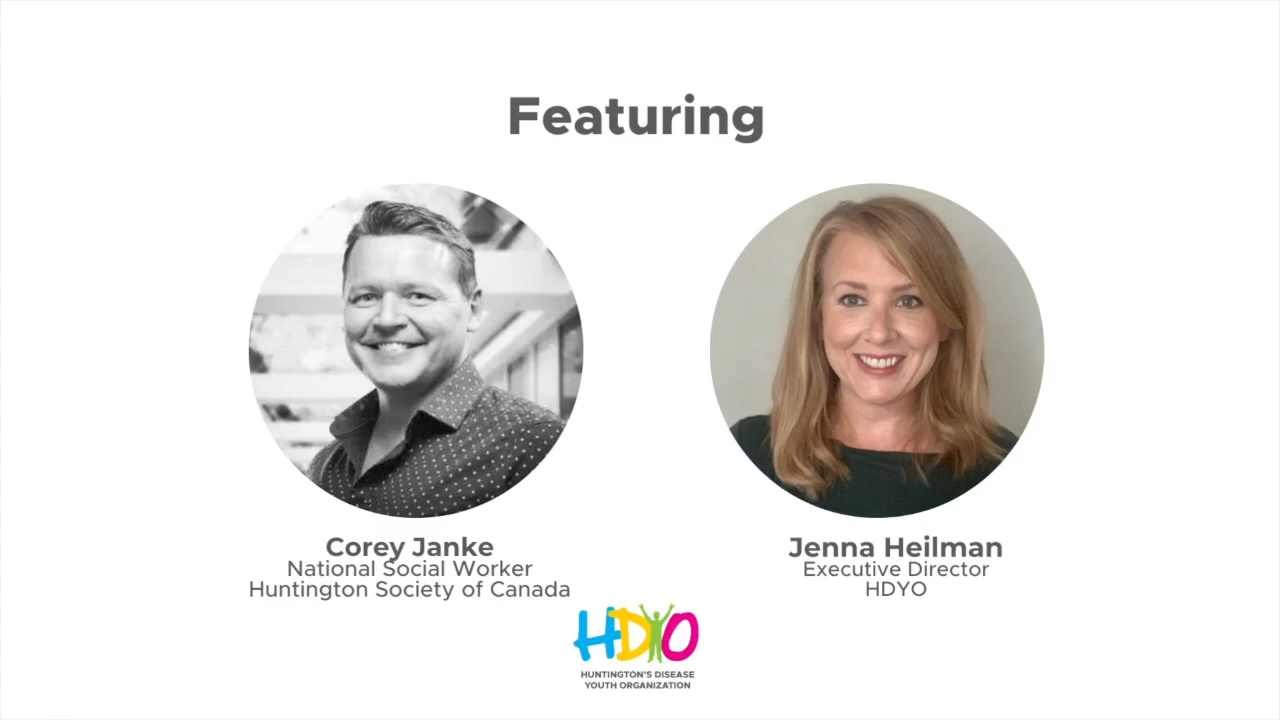 Featuring
Corey Janke
National Social Worker
Huntington Society of Canada
Jenna Heilman
Executive Director
HDYO
HDYO
HUNTINGTON'S DISEASE
YOUTH ORGANIZATION